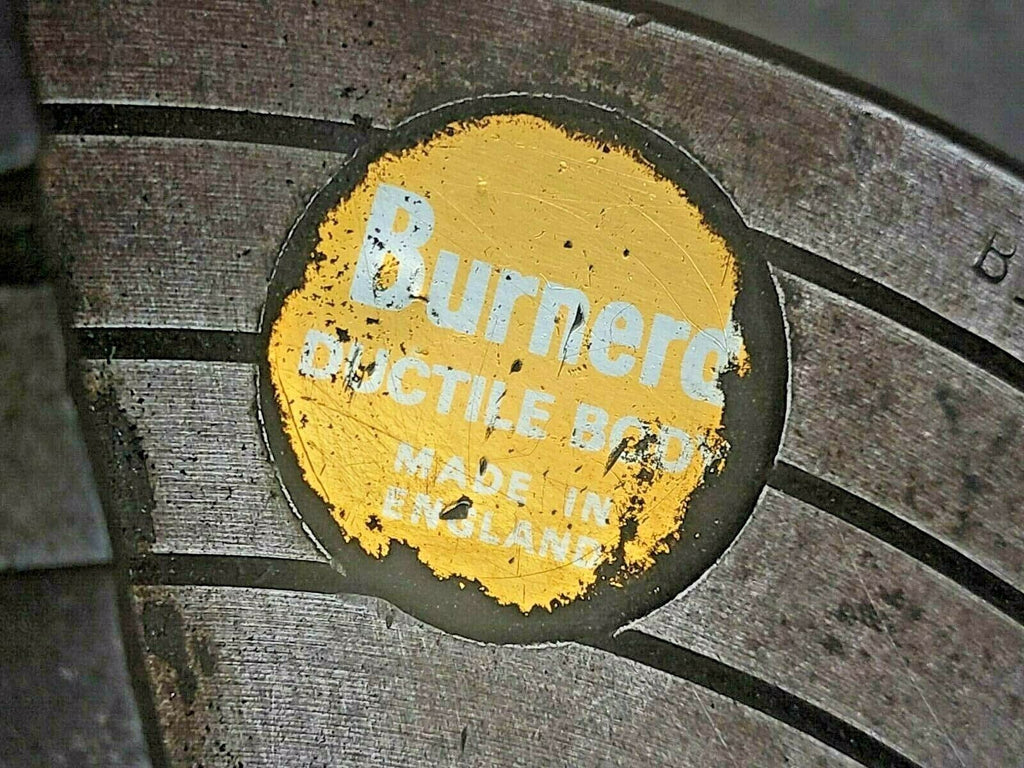 Burnerd
DUCTILE BODY
MADE IN
ENGLAND
B